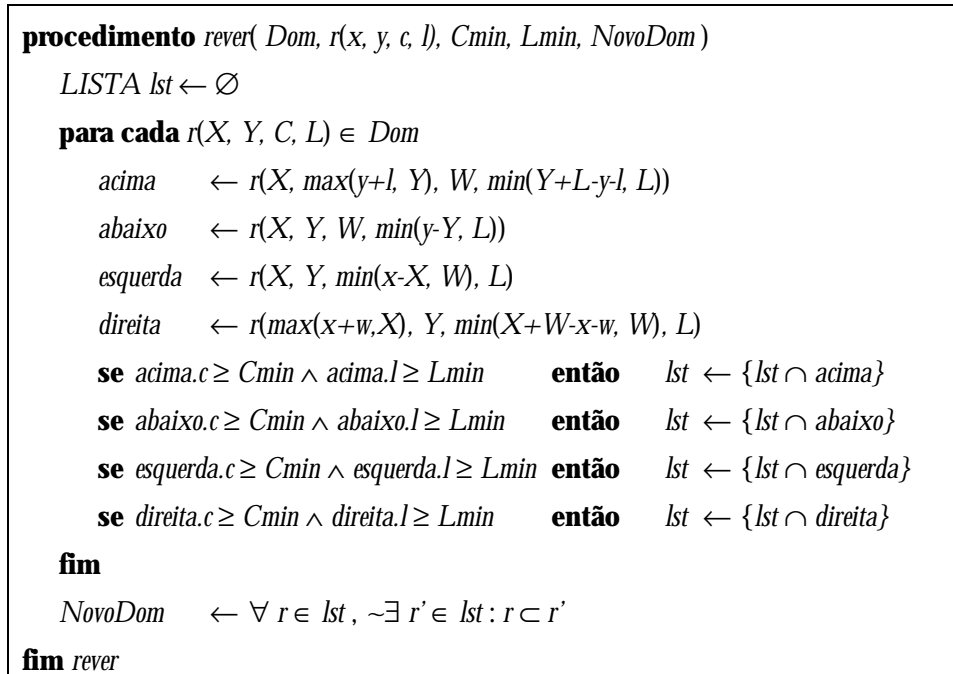 procedimento rever( Dom, r(x, y, c, l), Cmin, Lmin, NovoDom )
LISTA lst ← ∅
para cada r(X, Y, C, L) ∈ Dom
acima ← r(X, max(y+l, Y), W, min(Y+L-y-l, L))
abaixo ← r(X, Y, W, min(y-Y, L))
esquerda ← r(X, Y, min(x-X, W), L)
direita ← r(max(x+w,X), Y, min(X+W-x-w, W), L)
se acima.c ≥ Cmin ∧ acima.l ≥ Lmin então lst ← {lst ∩ acima}
se abaixo.c ≥ Cmin ∧ abaixo.l ≥ Lmin então lst ← {lst ∩ abaixo}
se esquerda.c ≥ Cmin ∧ esquerda.l ≥ Lmin então lst ← {lst ∩ esquerda}
se direita.c ≥ Cmin ∧ direita.l ≥ Lmin então lst ← {lst ∩ direita}
fim
NovoDom ← ∀ r ∈ lst , ~∃ r' ∈ lst : r ⊂ r'
fim rever